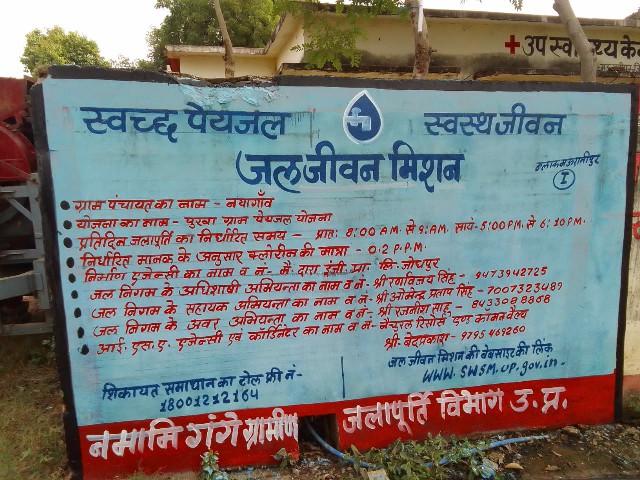 + उप स्वास्थ्य के
स्वच्छ पेयजल
स्वस्थ जीवन
जल जीवन मिशन
I
ग्राम पंचायत का नाम - नयागाँव
योजना का नाम - पुरवा ग्राम पेयजल योजना
प्रतिदिन जलापूर्ति का निर्धारित समय - प्रातः 8:00 A.M. से 9:A.M. सायं- 5:00 P.M. से 6:10 P.M.
निर्धारित मानक के अनुसार क्लोरीन की मात्रा - 0.2 P.P.M.
निर्माण एजेन्सी का नाम व नं- मै. दारा इंजी. प्रा. लि.- जोधपुर
जल निगम के अधिशाषी अभियन्ता का नाम व नं- श्री रणविजय सिंह - 9473942725
जल निगम के सहायक अभियन्ता का नाम व नं- श्री ओमेन्द्र प्रताप सिंह - 7007323489
जल निगम के अवर अभियन्ता का नाम व नं- श्री रजनीश साहू - 8433088868
आई. एस. ए. एजेन्सी एवं कॉर्डिनेटर का नाम व नं- नेचुरल रिसोर्स एण्ड कामनवेल्थ
श्री. वेदप्रकाश - 9795469260
शिकायत समाधान का टोल फ्री नं-
18001212164
जल जीवन मिशन की वेबसाइट की लिंक
WWW.SWSM.UP.gov.in-
नमामि गंगे ग्रामीण
जलापूर्ति विभाग उ.प्र.